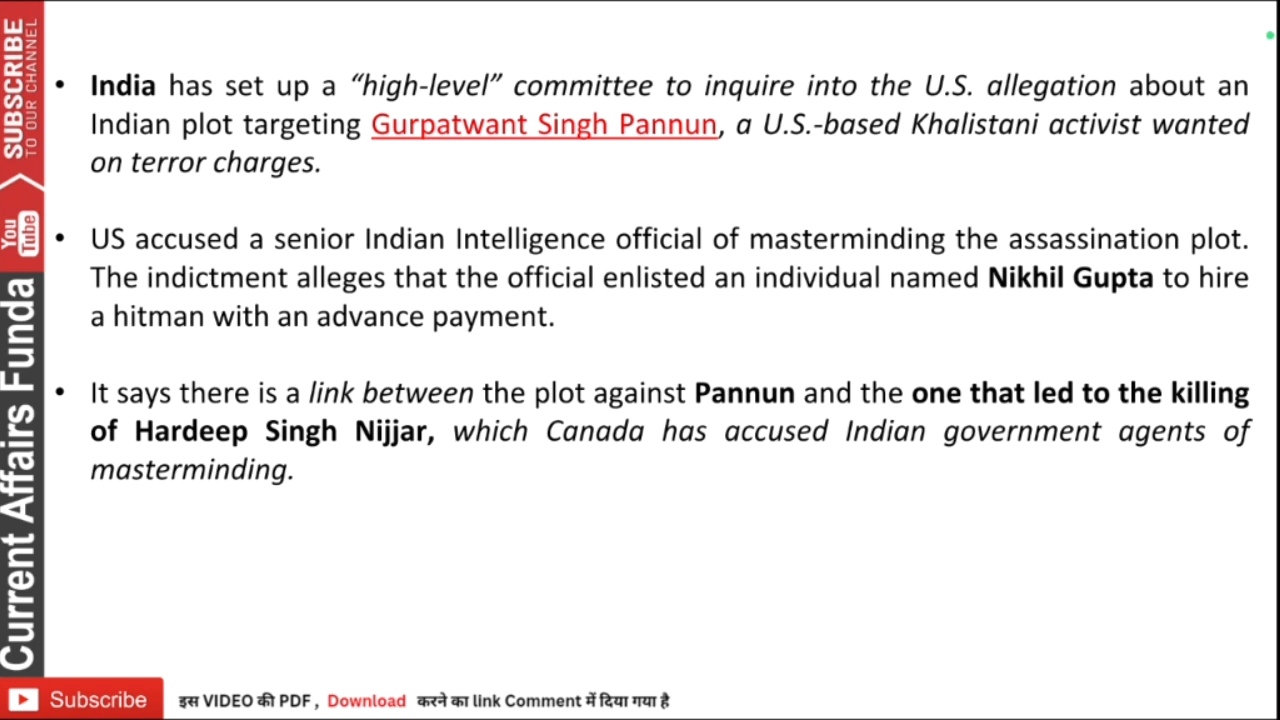 SUBSCRIBE
TO OUR CHANNEL
You
Tube
Current Affairs Funda
• India has set up a “high-level” committee to inquire into the U.S. allegation about an
Indian plot targeting Gurpatwant Singh Pannun, a U.S.-based Khalistani activist wanted
on terror charges.
• US accused a senior Indian Intelligence official of masterminding the assassination plot.
The indictment alleges that the official enlisted an individual named Nikhil Gupta to hire
a hitman with an advance payment.
• It says there is a link between the plot against Pannun and the one that led to the killing
of Hardeep Singh Nijjar, which Canada has accused Indian government agents of
masterminding.
Subscribe
इस VIDEO की PDF , Download करने का link Comment में दिया गया है